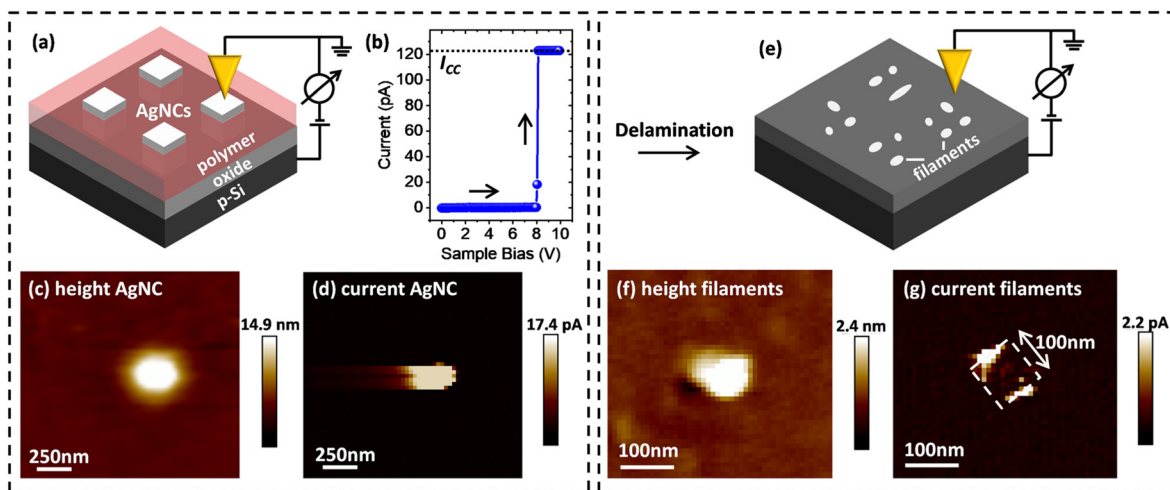 (a)
AgNCs
polymer
oxide
p-Si
(b)
Current (pA)
120
100
80
60
40
20
0
I_CC
0 2 4 6 8 10
Sample Bias (V)
Delamination
(e)
filaments
(c) height AgNC
14.9 nm
250nm
(d) current AgNC
17.4 pA
250nm
(f) height filaments
2.4 nm
100nm
(g) current filaments
2.2 pA
100nm
100nm